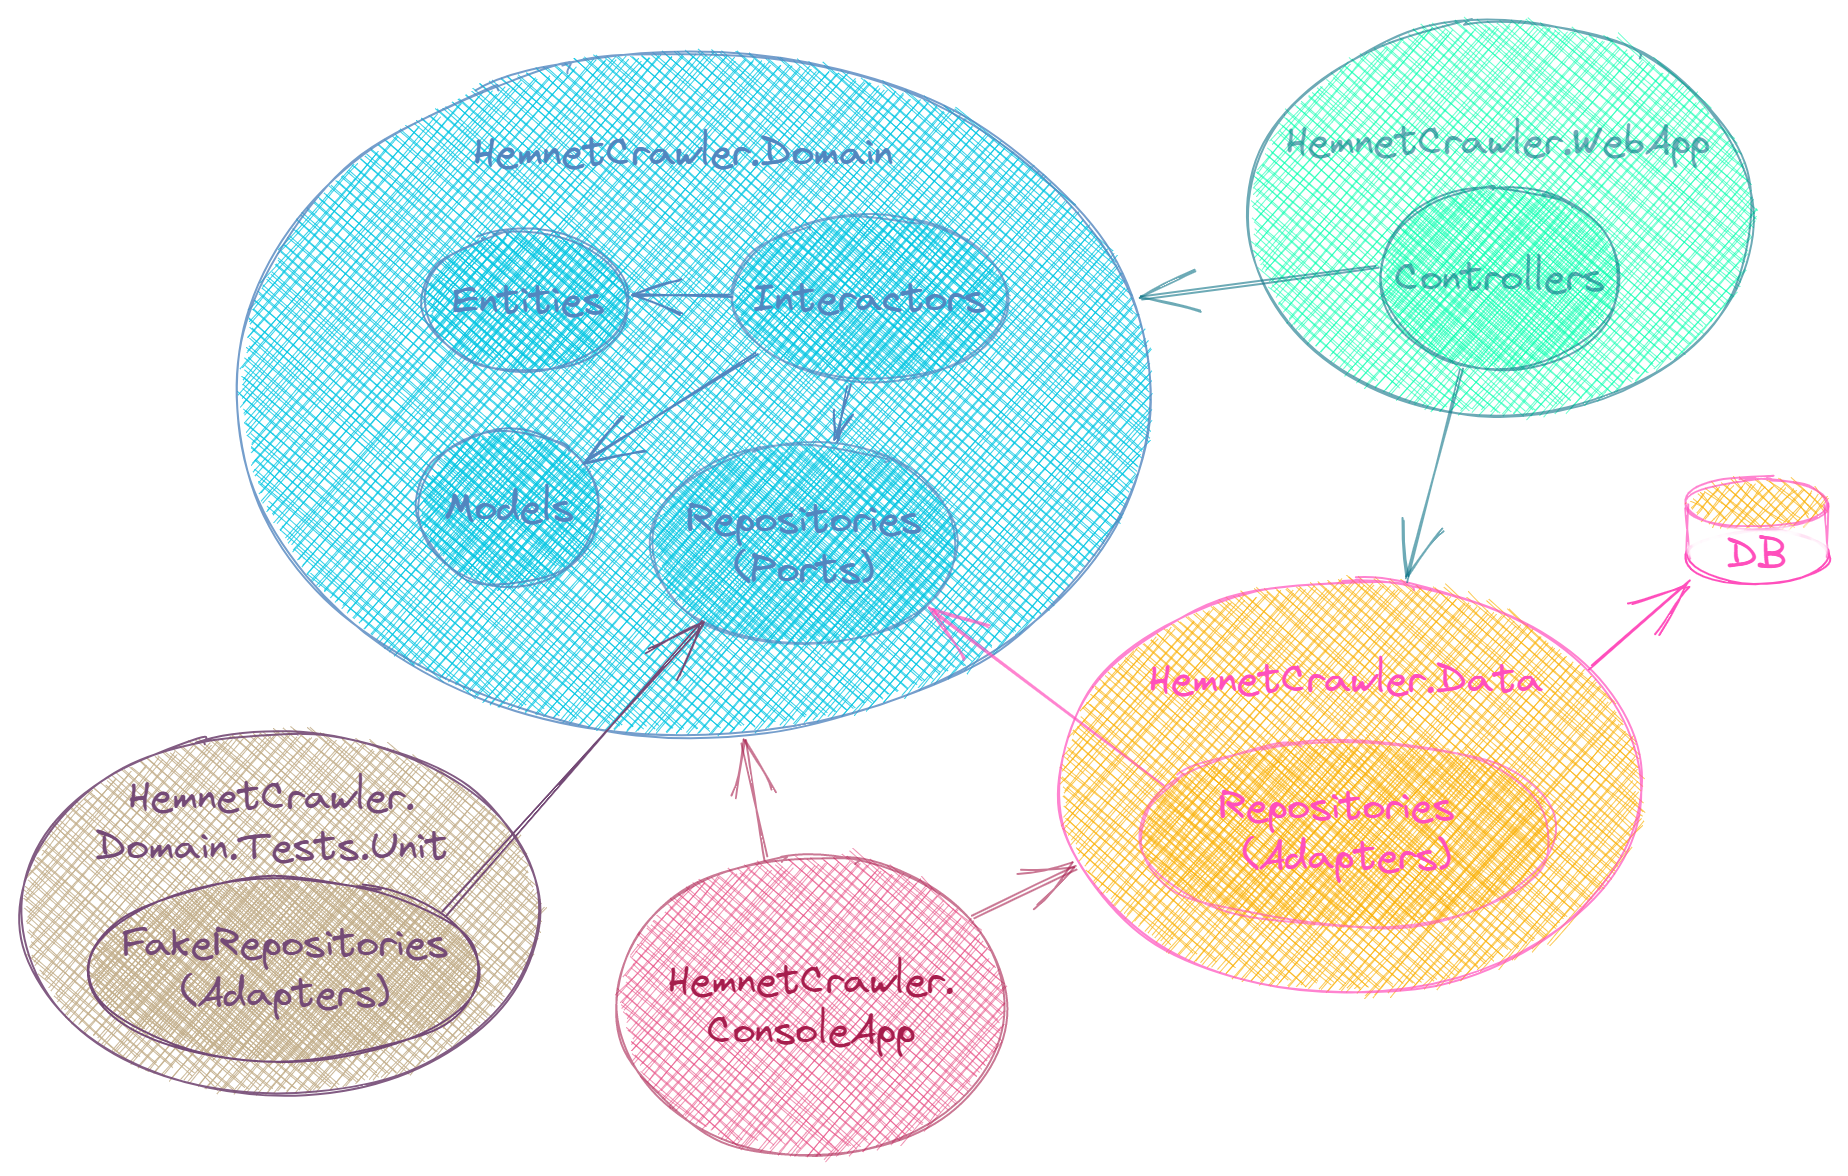 HemnetCrawler.Domain
Entities
Interactors
Models
Repositories
(Ports)
HemnetCrawler.WebApp
Controllers
DB
HemnetCrawler.Data
Repositories
(Adapters)
HemnetCrawler.
Domain.Tests.Unit
FakeRepositories
(Adapters)
HemnetCrawler.
ConsoleApp